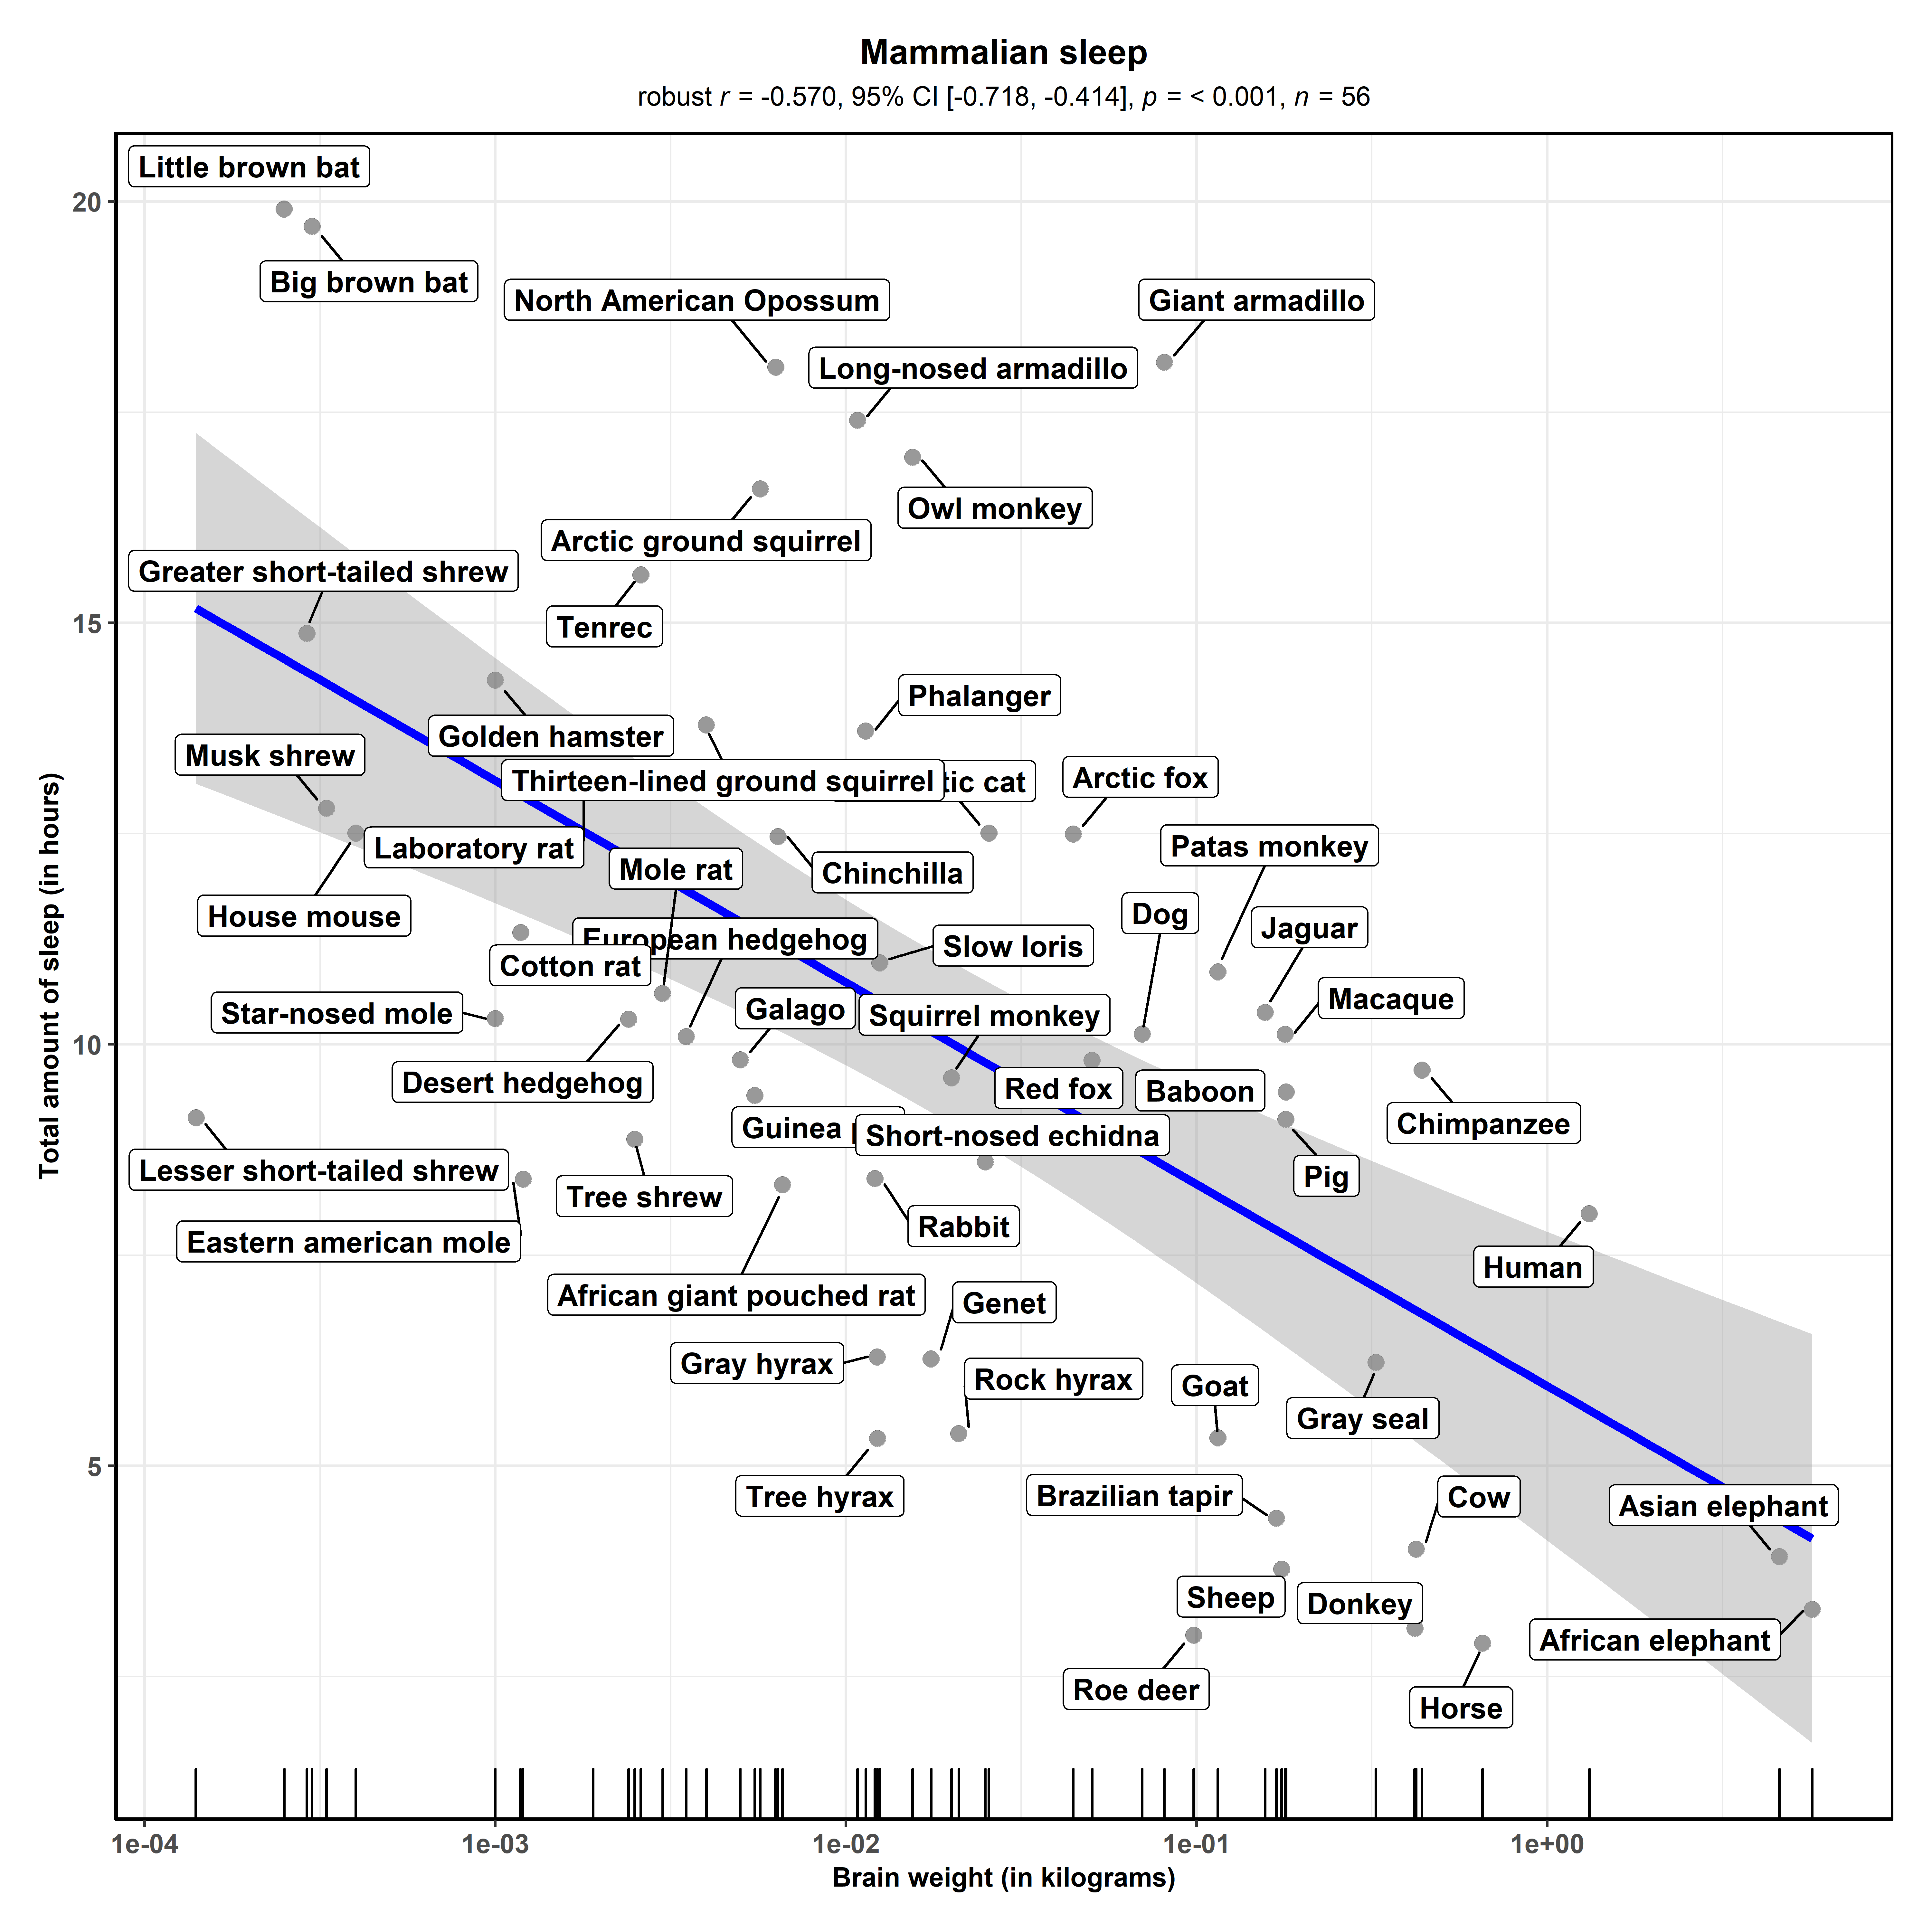 Mammalian sleep
robust r = -0.570, 95% CI [-0.718, -0.414], p = < 0.001, n = 56
Total amount of sleep (in hours)
20
15
10
5
Little brown bat
Big brown bat
North American Opossum
Giant armadillo
Long-nosed armadillo
Owl monkey
Arctic ground squirrel
Greater short-tailed shrew
Tenrec
Phalanger
Golden hamster
Musk shrew
Thirteen-lined ground squirrel
cat
Arctic fox
Laboratory rat
Patas monkey
Mole rat
Chinchilla
House mouse
Dog
Jaguar
European hedgehog
Slow loris
Cotton rat
Macaque
Galago
Star-nosed mole
Squirrel monkey
Desert hedgehog
Red fox
Baboon
Chimpanzee
Guinea
Short-nosed echidna
Lesser short-tailed shrew
Pig
Tree shrew
Rabbit
Eastern american mole
Human
African giant pouched rat
Genet
Gray hyrax
Rock hyrax
Goat
Gray seal
Tree hyrax
Brazilian tapir
Cow
Asian elephant
Sheep
Donkey
African elephant
Roe deer
Horse
1e-04
1e-03
1e-02
1e-01
1e+00
Brain weight (in kilograms)